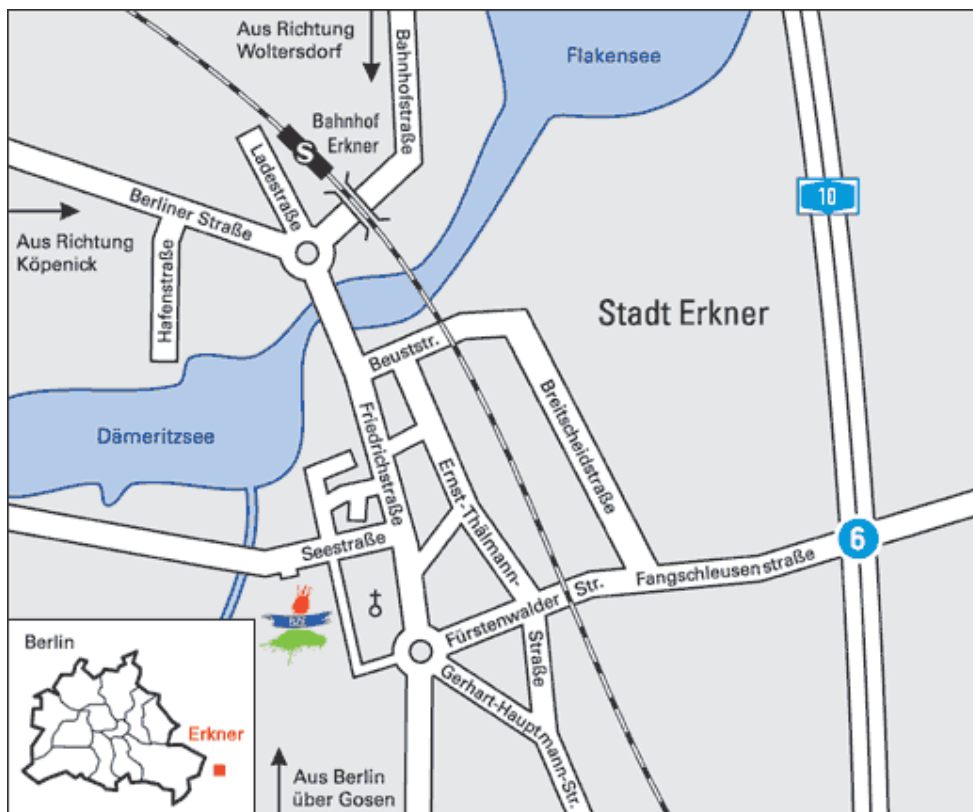 Aus Richtung
Woltersdorf
Bahnhofstraße
Flakensee
Bahnhof
Erkner
S
Ladestraße
Berliner Straße
10
Aus Richtung
Köpenick
Hafenstraße
Stadt Erkner
Beuststr.
Breitscheidstraße
Friedrichstraße
Dämeritzsee
Ernst-Thälmann-
Straße
Seestraße
6
Fangschleusenstraße
Fürstenwalder Str.
BZE
Gerhart-Hauptmann-Str.
Berlin
Erkner
Aus Berlin
über Gosen